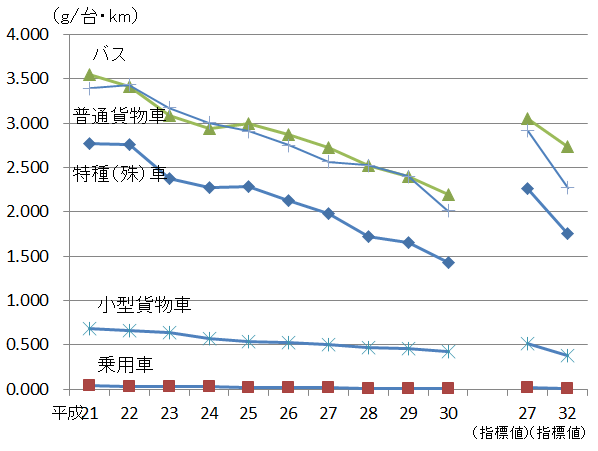 (g/台・km)
4.000
3.500
3.000
2.500
2.000
1.500
1.000
0.500
0.000
バス
普通貨物車
特種(殊)車
小型貨物車
乗用車
平成21 22 23 24 25 26 27 28 29 30 27 32
(指標値)(指標値)